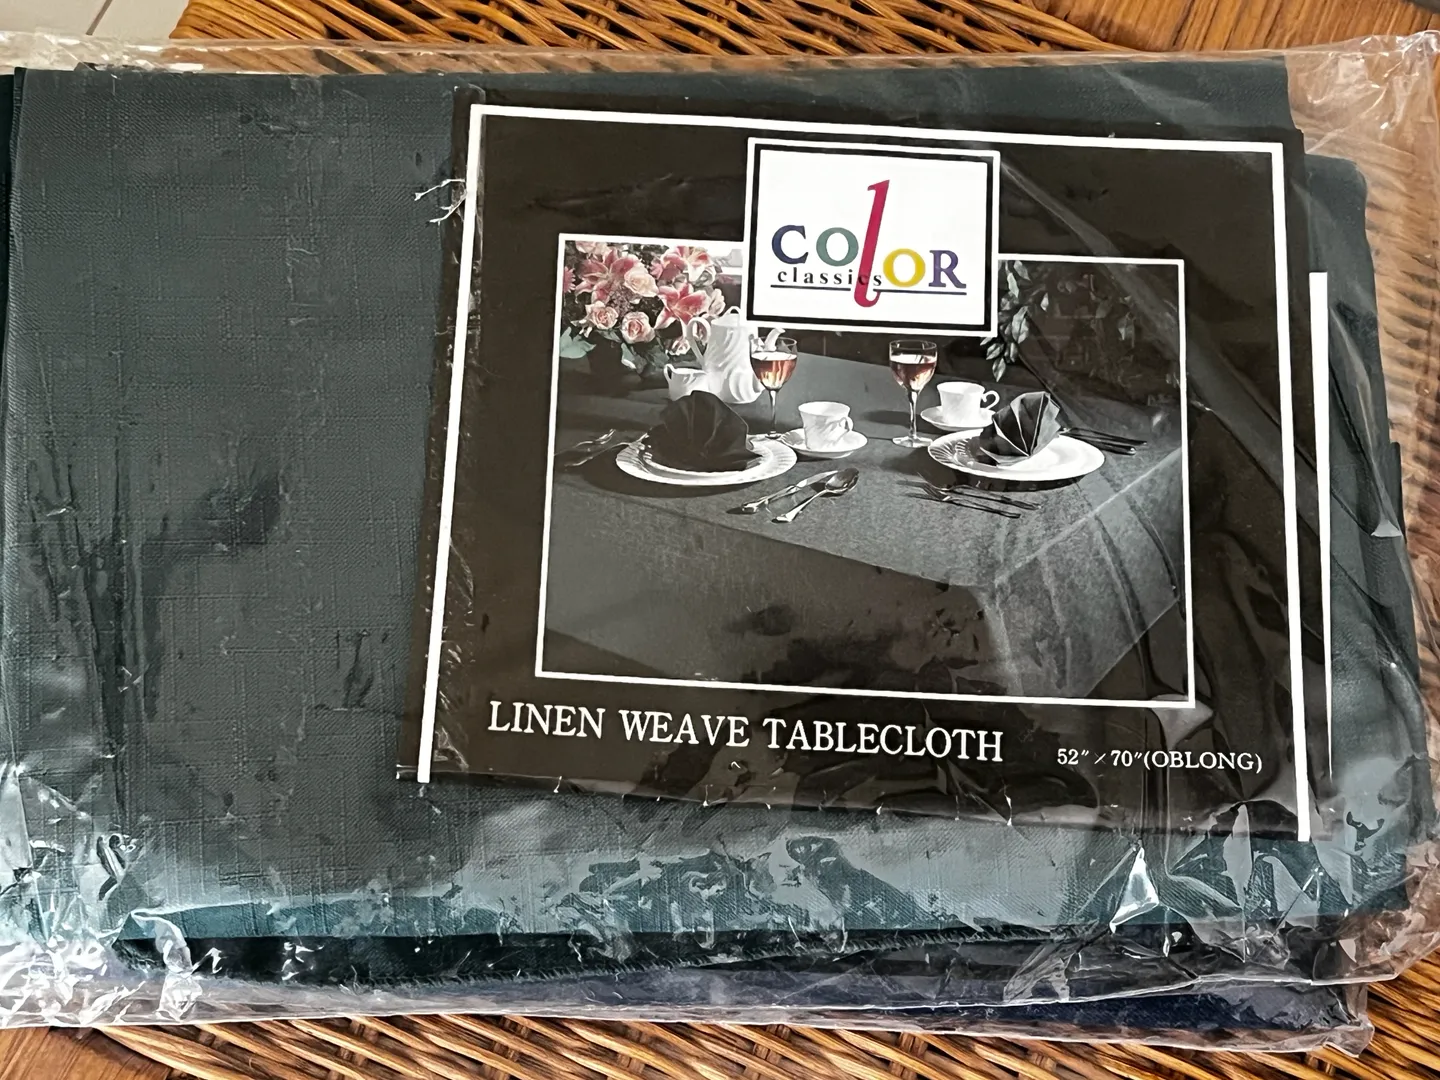 COlOR
classics
LINEN WEAVE TABLECLOTH
52″×70″(OBLONG)